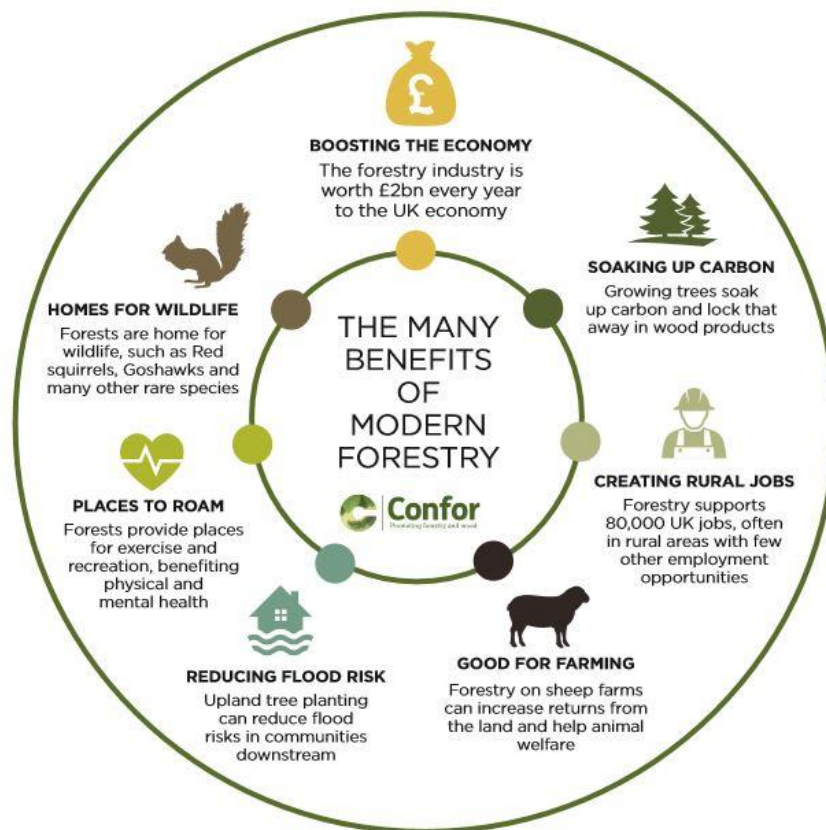 £
BOOSTING THE ECONOMY
The forestry industry is
worth £2bn every year
to the UK economy
SOAKING UP CARBON
Growing trees soak
up carbon and lock that
away in wood products
CREATING RURAL JOBS
Forestry supports
80,000 UK jobs, often
in rural areas with few
other employment
opportunities
GOOD FOR FARMING
Forestry on sheep farms
can increase returns from
the land and help animal
welfare
REDUCING FLOOD RISK
Upland tree planting
can reduce flood
risks in communities
downstream
PLACES TO ROAM
Forests provide places
for exercise and
recreation, benefiting
physical and
mental health
HOMES FOR WILDLIFE
Forests are home for
wildlife, such as Red
squirrels, Goshawks and
many other rare species
THE MANY
BENEFITS
OF
MODERN
FORESTRY
Confor
Promoting forestry and wood